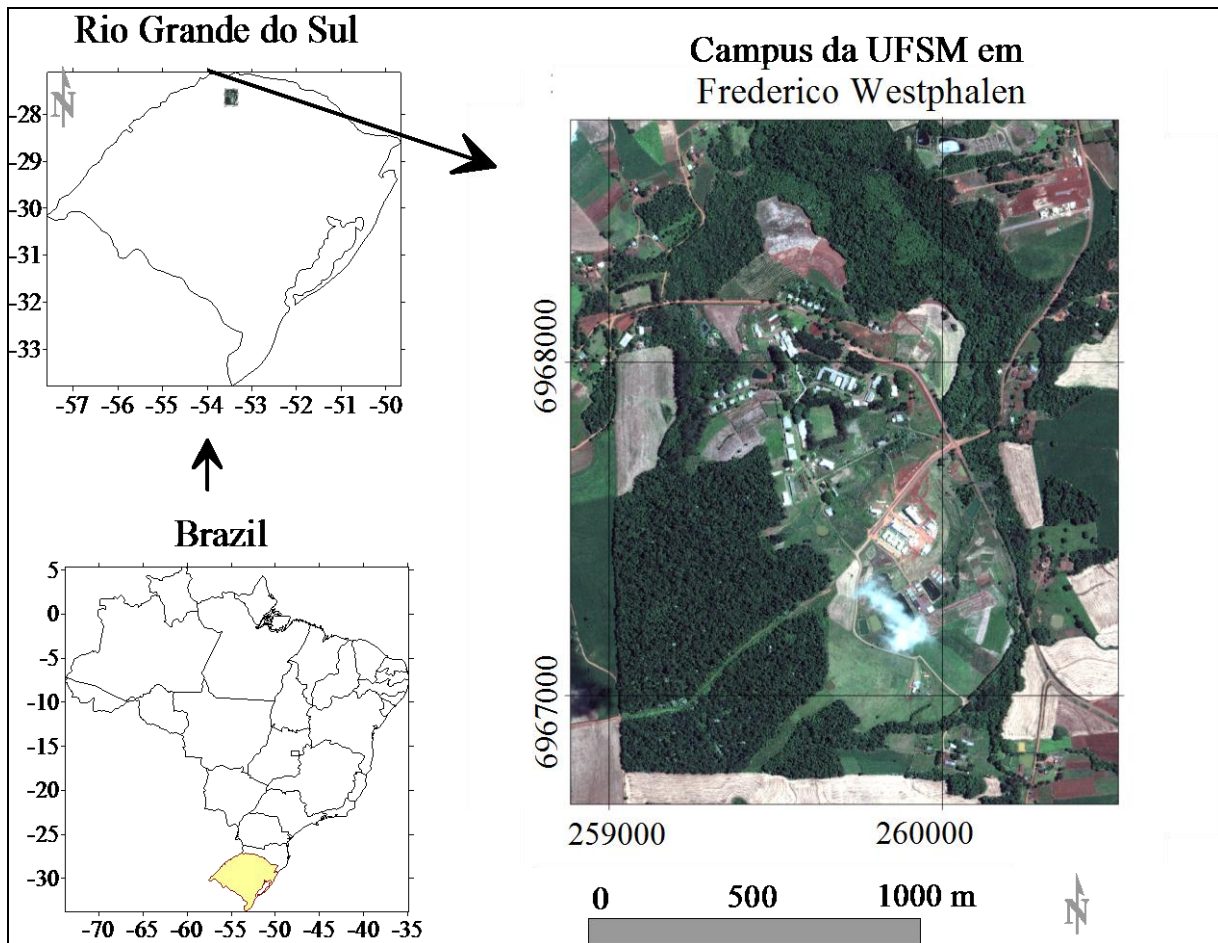 Rio Grande do Sul
N
-28
-29
-30
-31
-32
-33
-57 -56 -55 -54 -53 -52 -51 -50
Brazil
5
0
-5
-10
-15
-20
-25
-30
-70 -65 -60 -55 -50 -45 -40 -35
Campus da UFSM em
Frederico Westphalen
6968000
6967000
259000 260000
0 500 1000 m
N